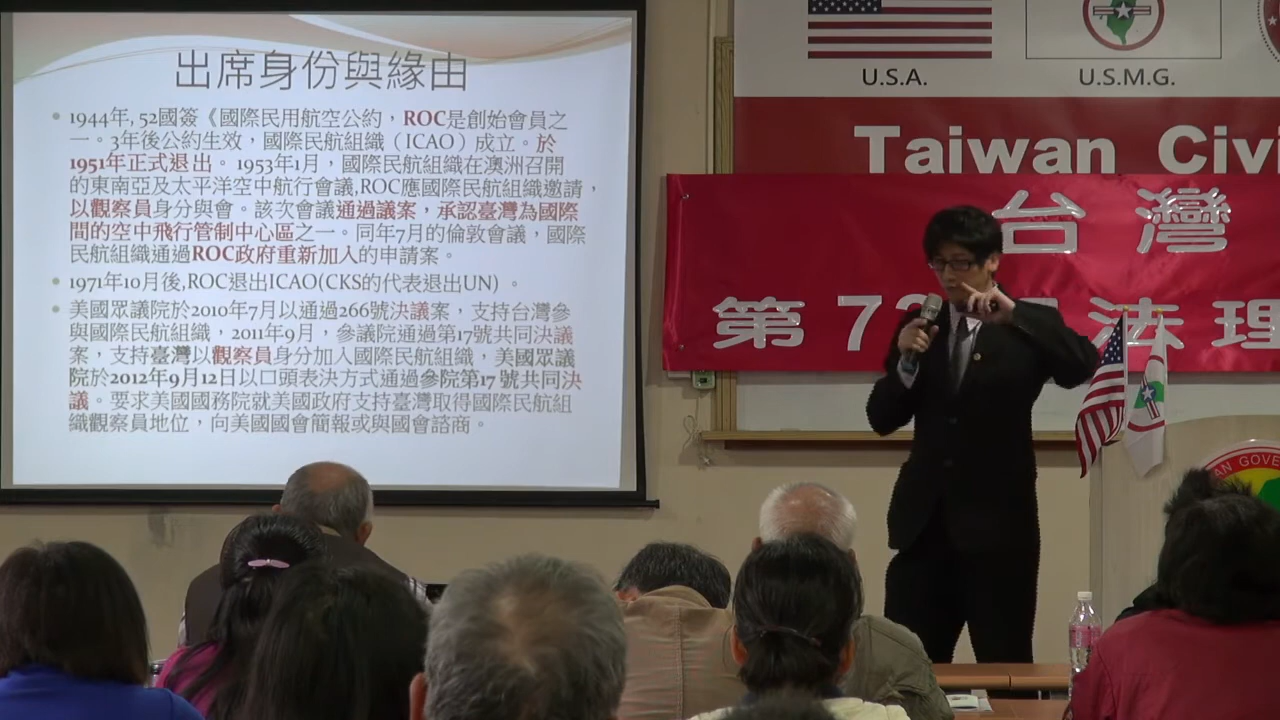 出席身份與緣由
1944年, 52國簽《國際民用航空公約，ROC是創始會員之
一。3年後公約生效，國際民航組織（ICAO）成立。於
1951年正式退出。 1953年1月，國際民航組織在澳洲召開
的東南亞及太平洋空中航行會議,ROC應國際民航組織邀請，
以觀察員身分與會。該次會議通過議案，承認臺灣為國際
間的空中飛行管制中心區之一。同年7月的倫敦會議，國際
民航組織通過ROC政府重新加入的申請案。
1971年10月後,ROC退出ICAO(CKS的代表退出UN) 。
美國眾議院於2010年7月以通過266號決議案，支持台灣參
與國際民航組織，2011年9月，參議院通過第17號共同決議
案，支持臺灣以觀察員身分加入國際民航組織，美國眾議
院於2012年9月12日以口頭表決方式通過參院第17 號共同決
議。要求美國國務院就美國政府支持臺灣取得國際民航組
織觀察員地位，向美國國會簡報或與國會諮商。
U.S.A.
U.S.M.G.
Taiwan Civi
台灣
第7
法理
AN GOVE